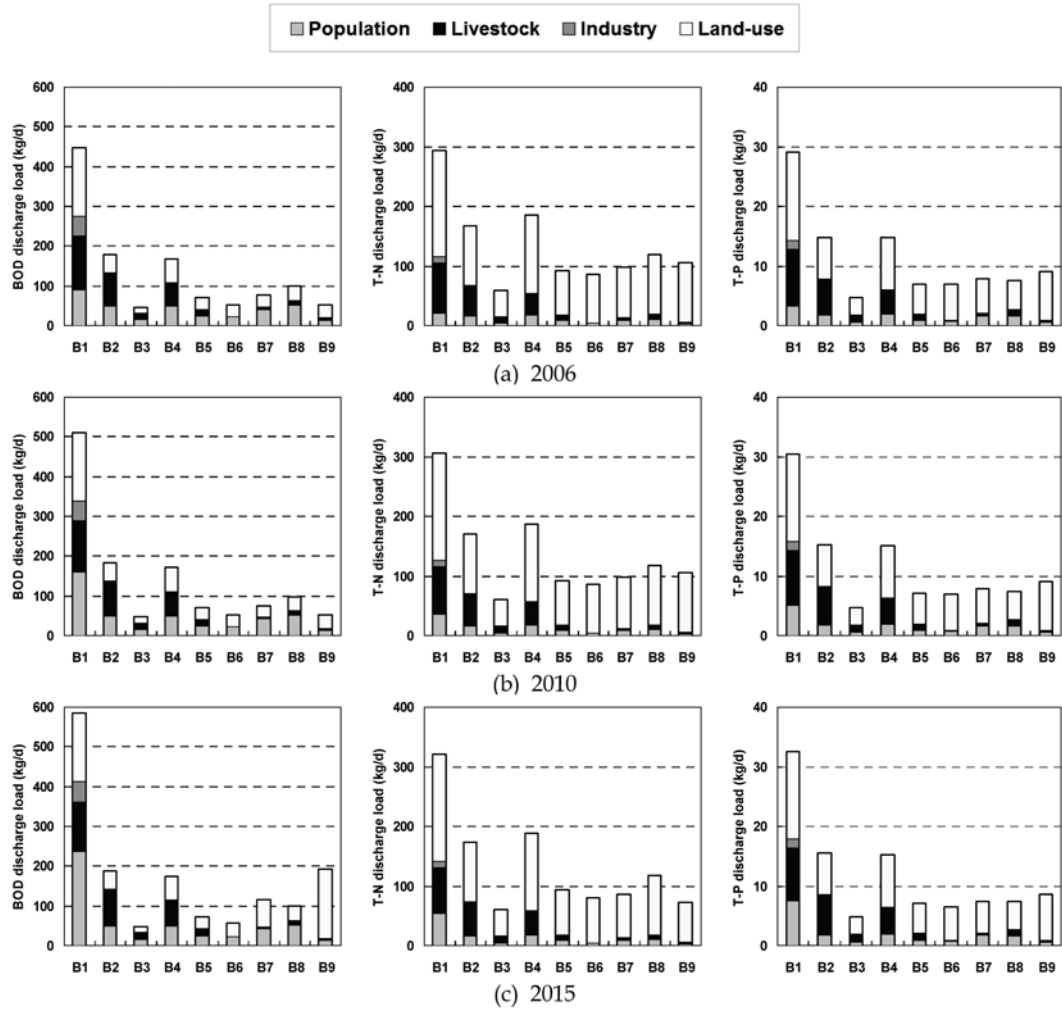 Population Livestock Industry Land-use
BOD discharge load (kg/d)
600
500
400
300
200
100
0
B1 B2 B3 B4 B5 B6 B7 B8 B9
T-N discharge load (kg/d)
400
300
200
100
0
B1 B2 B3 B4 B5 B6 B7 B8 B9
T-P discharge load (kg/d)
40
30
20
10
0
B1 B2 B3 B4 B5 B6 B7 B8 B9
(a) 2006
BOD discharge load (kg/d)
600
500
400
300
200
100
0
B1 B2 B3 B4 B5 B6 B7 B8 B9
T-N discharge load (kg/d)
400
300
200
100
0
B1 B2 B3 B4 B5 B6 B7 B8 B9
T-P discharge load (kg/d)
40
30
20
10
0
B1 B2 B3 B4 B5 B6 B7 B8 B9
(b) 2010
BOD discharge load (kg/d)
600
500
400
300
200
100
0
B1 B2 B3 B4 B5 B6 B7 B8 B9
T-N discharge load (kg/d)
400
300
200
100
0
B1 B2 B3 B4 B5 B6 B7 B8 B9
T-P discharge load (kg/d)
40
30
20
10
0
B1 B2 B3 B4 B5 B6 B7 B8 B9
(c) 2015